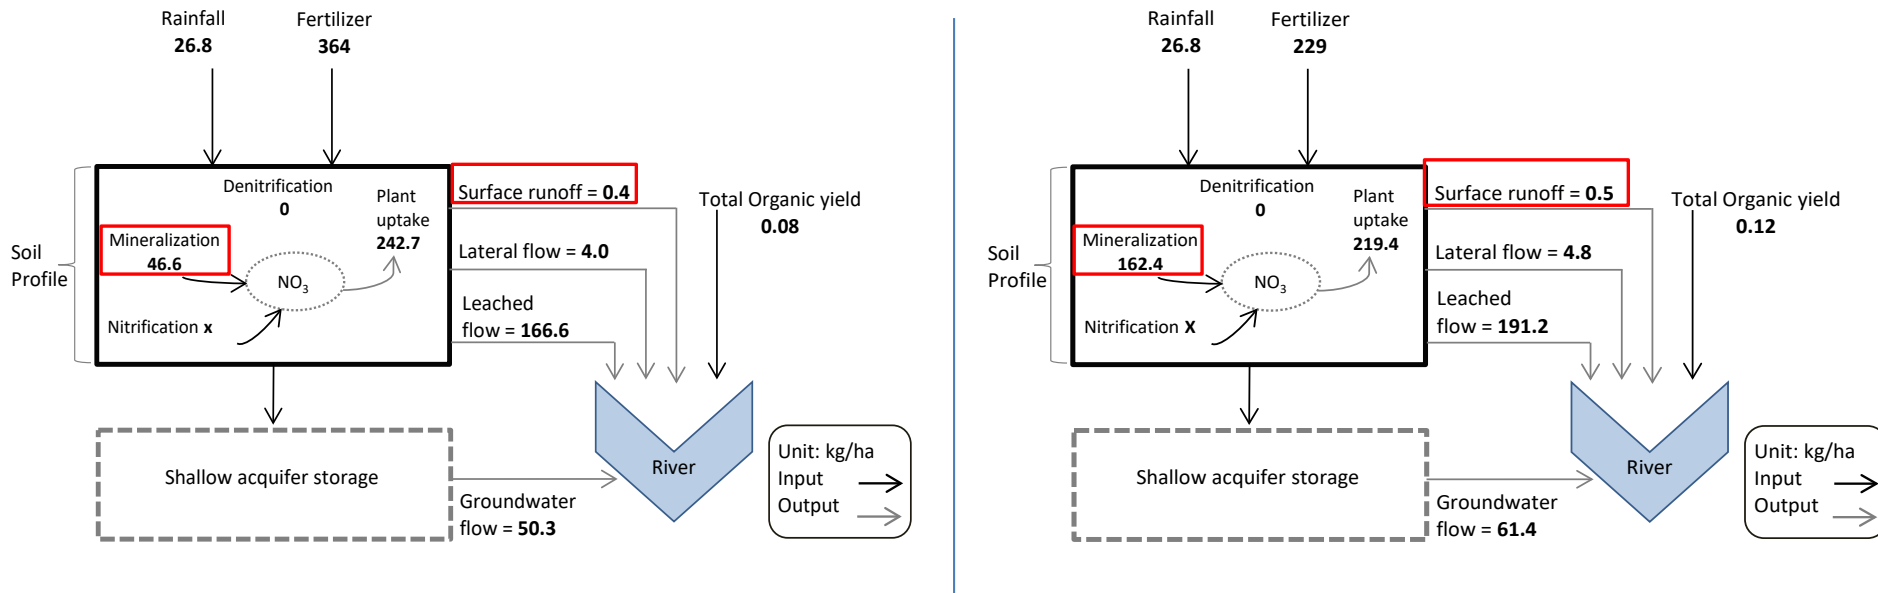 Rainfall
26.8
Fertilizer
364
Soil
Profile
Denitrification
0
Plant
uptake
242.7
Mineralization
46.6
NO3
Nitrification x
Surface runoff = 0.4
Lateral flow = 4.0
Leached
flow = 166.6
Total Organic yield
0.08
River
Shallow acquifer storage
Groundwater
flow = 50.3
Unit: kg/ha
Input
Output
Rainfall
26.8
Fertilizer
229
Soil
Profile
Denitrification
0
Plant
uptake
219.4
Mineralization
162.4
NO3
Nitrification X
Surface runoff = 0.5
Lateral flow = 4.8
Leached
flow = 191.2
Total Organic yield
0.12
River
Shallow acquifer storage
Groundwater
flow = 61.4
Unit: kg/ha
Input
Output